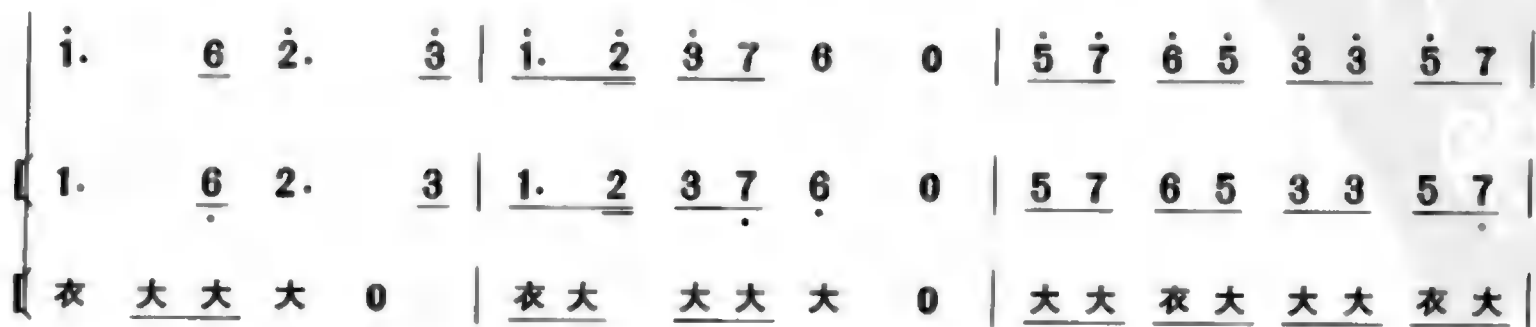 i̇. 6 2̇. 3̇ | i̇. 2̇ 3̇ 7 6 0 | 5̇ 7̇ 6̇ 5̇ 3̇ 3̇ 5̇ 7 |
1. 6̣ 2. 3 | 1. 2 3 7̣ 6̣ 0 | 5 7 6 5 3 3 5 7̣ |
衣 大 大 大 0 | 衣 大 大 大 大 0 | 大 大 衣 大 大 大 衣 大 |